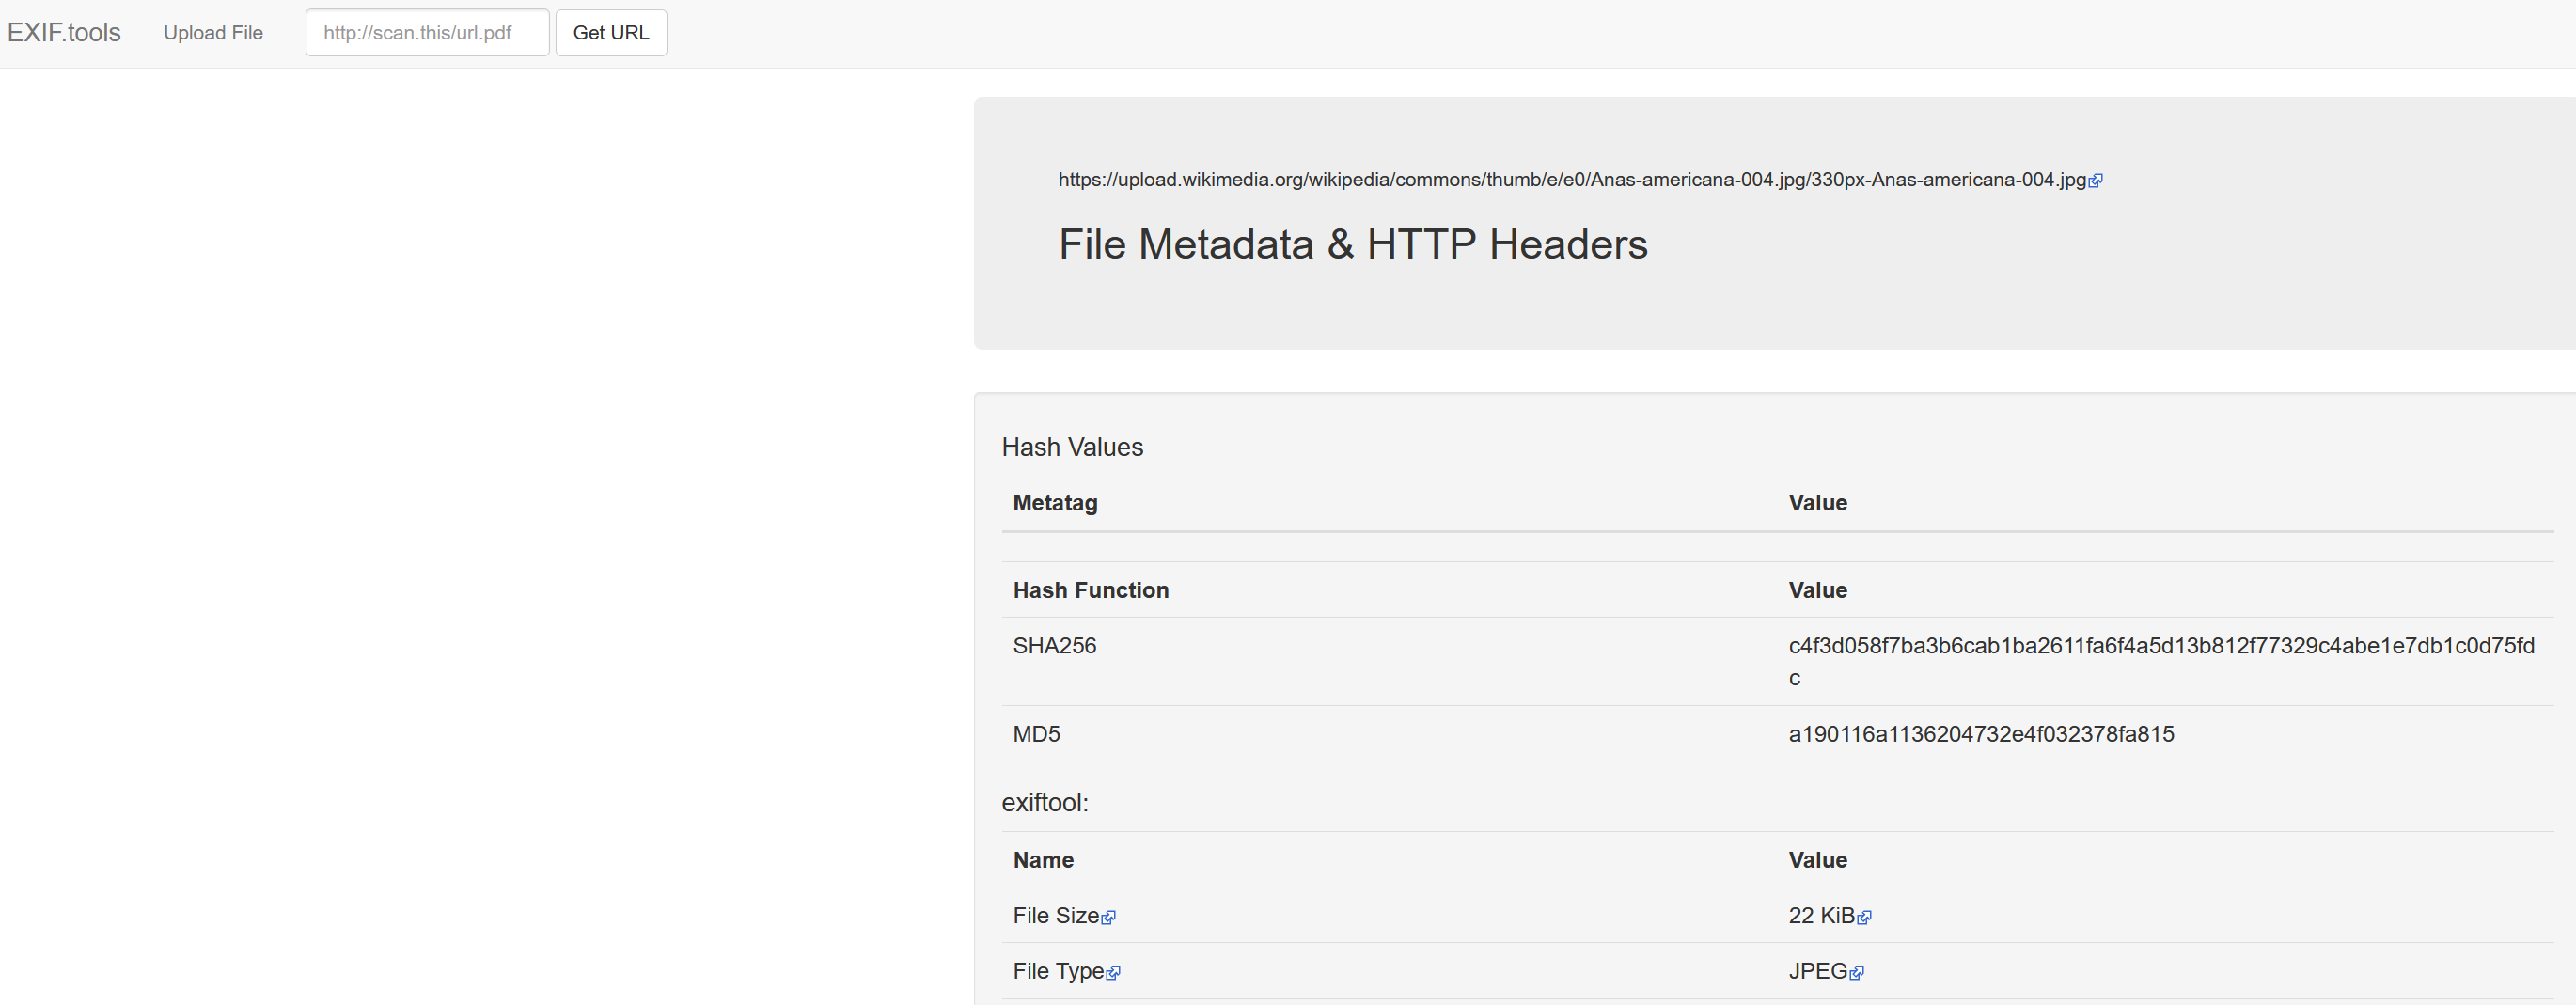 EXIF.tools Upload File http://scan.this/url.pdf Get URL
https://upload.wikimedia.org/wikipedia/commons/thumb/e/e0/Anas-americana-004.jpg/330px-Anas-americana-004.jpg
File Metadata & HTTP Headers
Hash Values
Metatag Value
Hash Function Value
SHA256 c4f3d058f7ba3b6cab1ba2611fa6f4a5d13b812f77329c4abe1e7db1c0d75fd
c
MD5 a190116a1136204732e4f032378fa815
exiftool:
Name Value
File Size 22 KiB
File Type JPEG